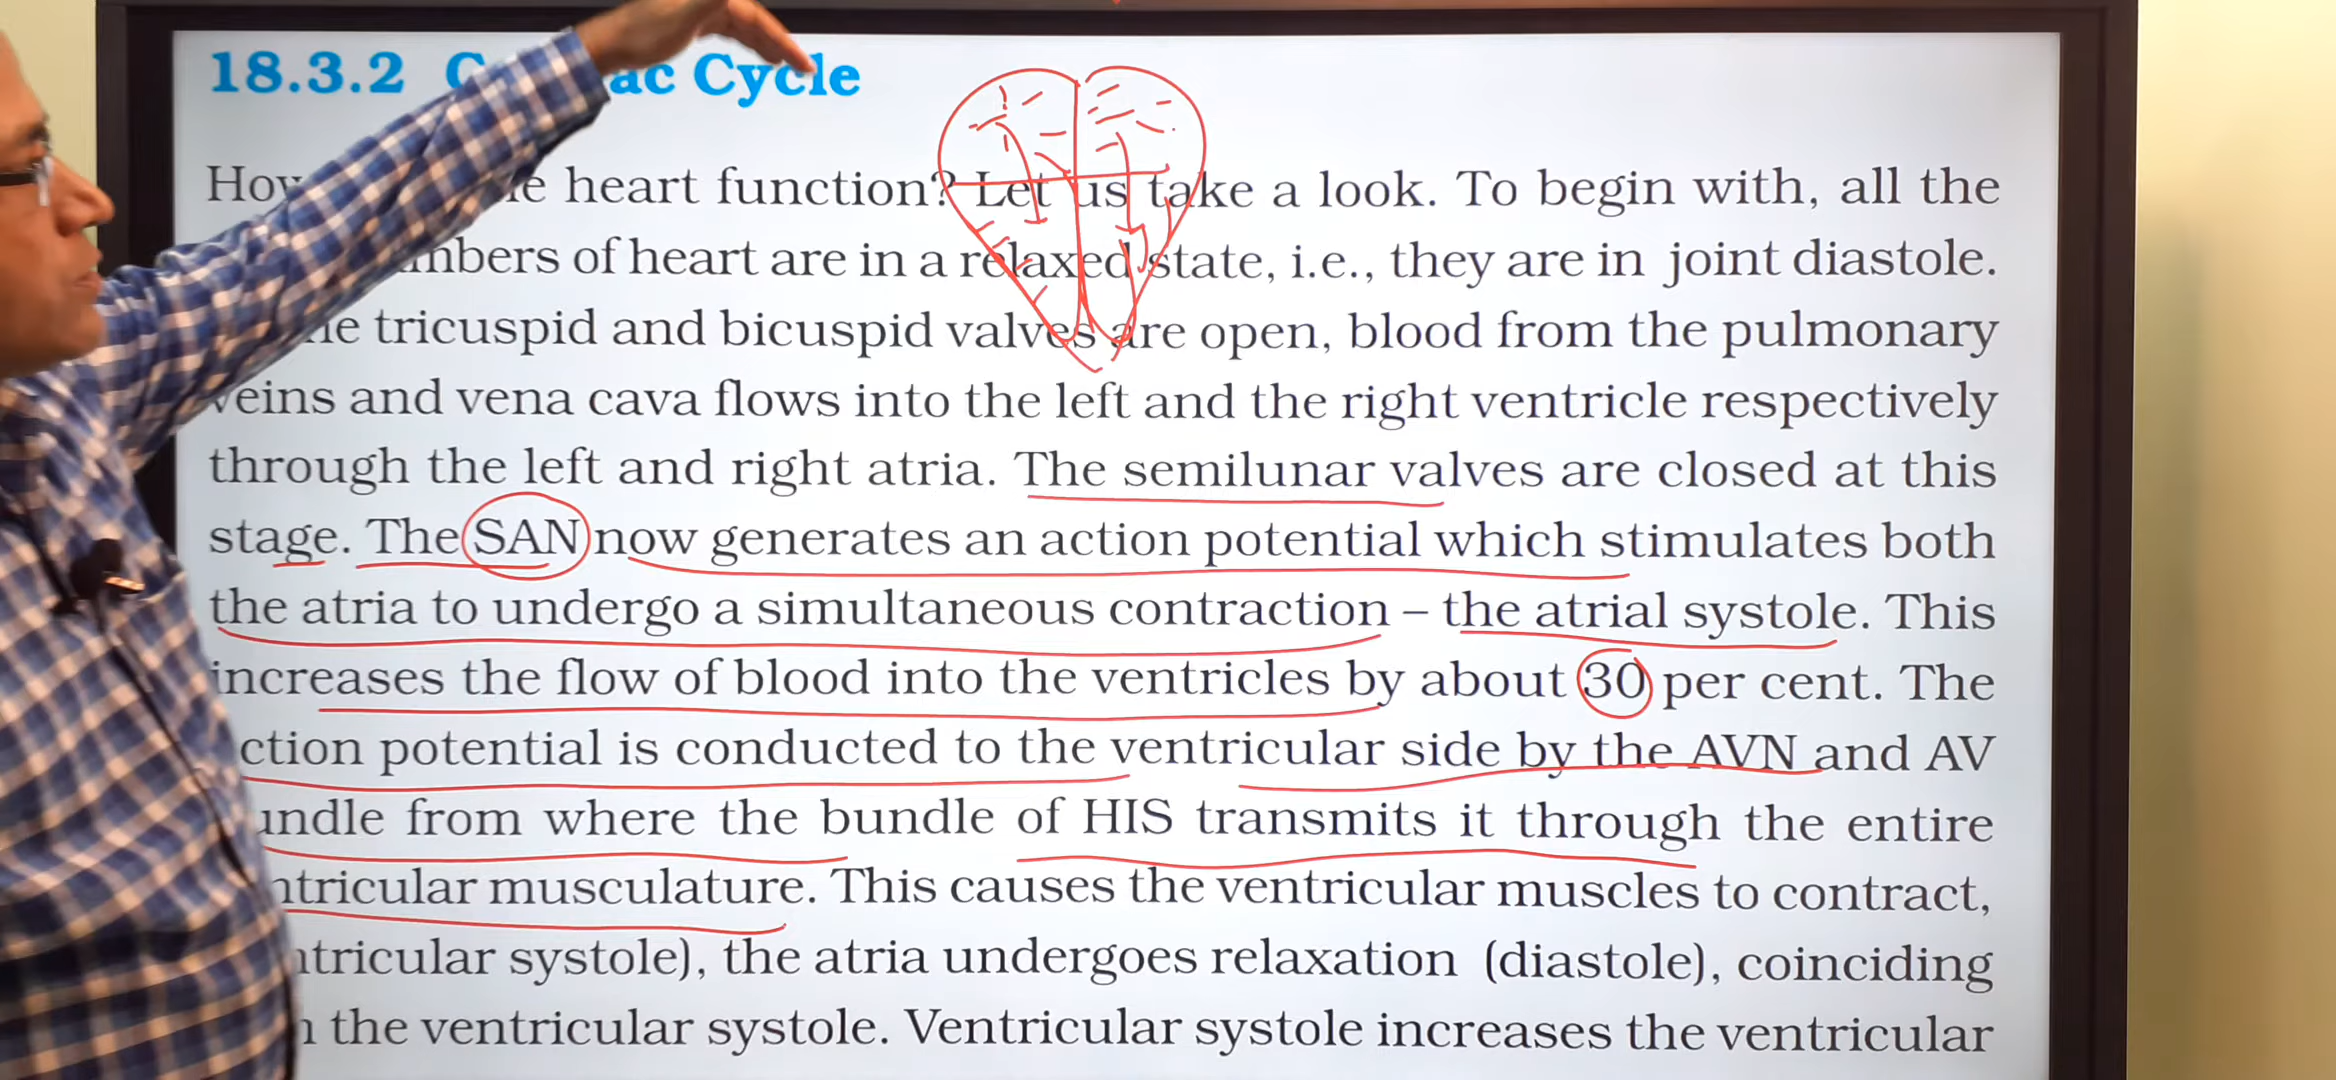 18.3.2 Cycle
heart function? Let us take a look. To begin with, all the
of heart are in a relaxed state, i.e., they are in joint diastole.
tricuspid and bicuspid valves are open, blood from the pulmonary
veins and vena cava flows into the left and the right ventricle respectively
through the left and right atria. The semilunar valves are closed at this
stage. The SAN now generates an action potential which stimulates both
the atria to undergo a simultaneous contraction – the atrial systole. This
increases the flow of blood into the ventricles by about 30 per cent. The
potential is conducted to the ventricular side by the AVN and AV
from where the bundle of HIS transmits it through the entire
musculature. This causes the ventricular muscles to contract,
systole), the atria undergoes relaxation (diastole), coinciding
the ventricular systole. Ventricular systole increases the ventricular